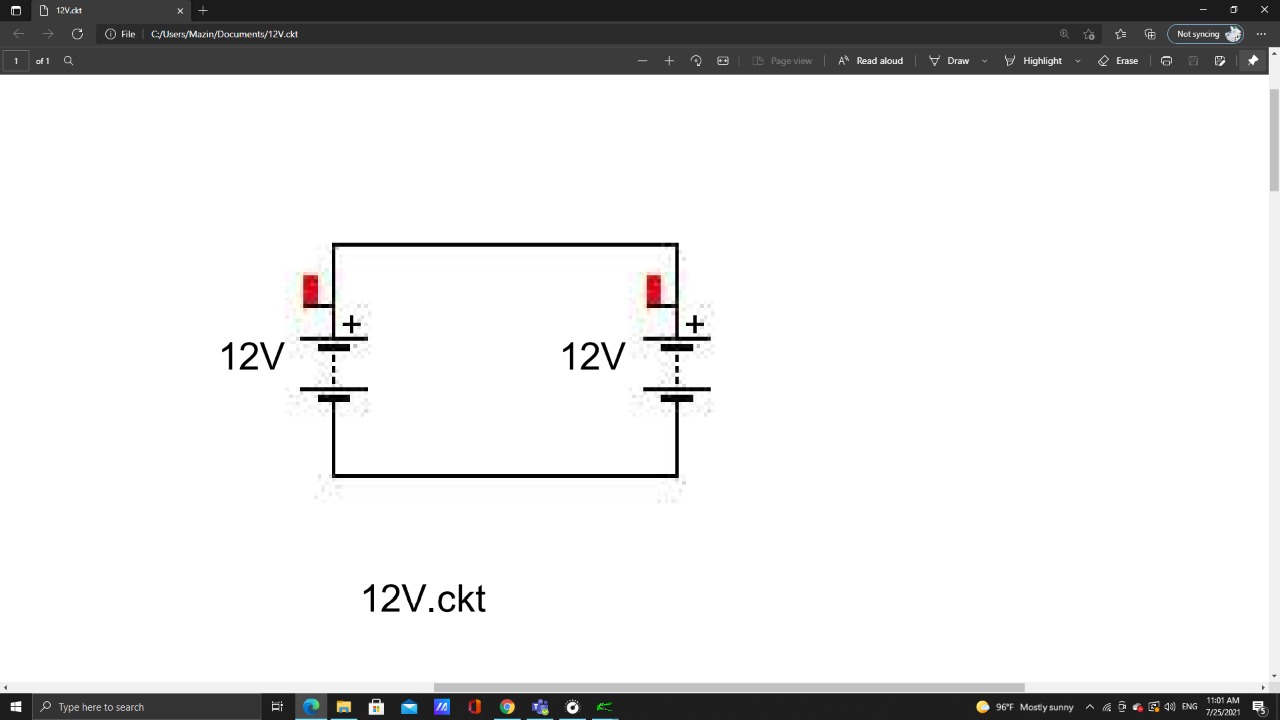 12V.ckt
File C:/Users/Mazin/Documents/12V.ckt Not syncing
1 of 1 Page view Read aloud Draw Highlight Erase
+ +
12V 12V
12V.ckt
Type here to search 96°F Mostly sunny ENG 11:01 AM
7/25/2021